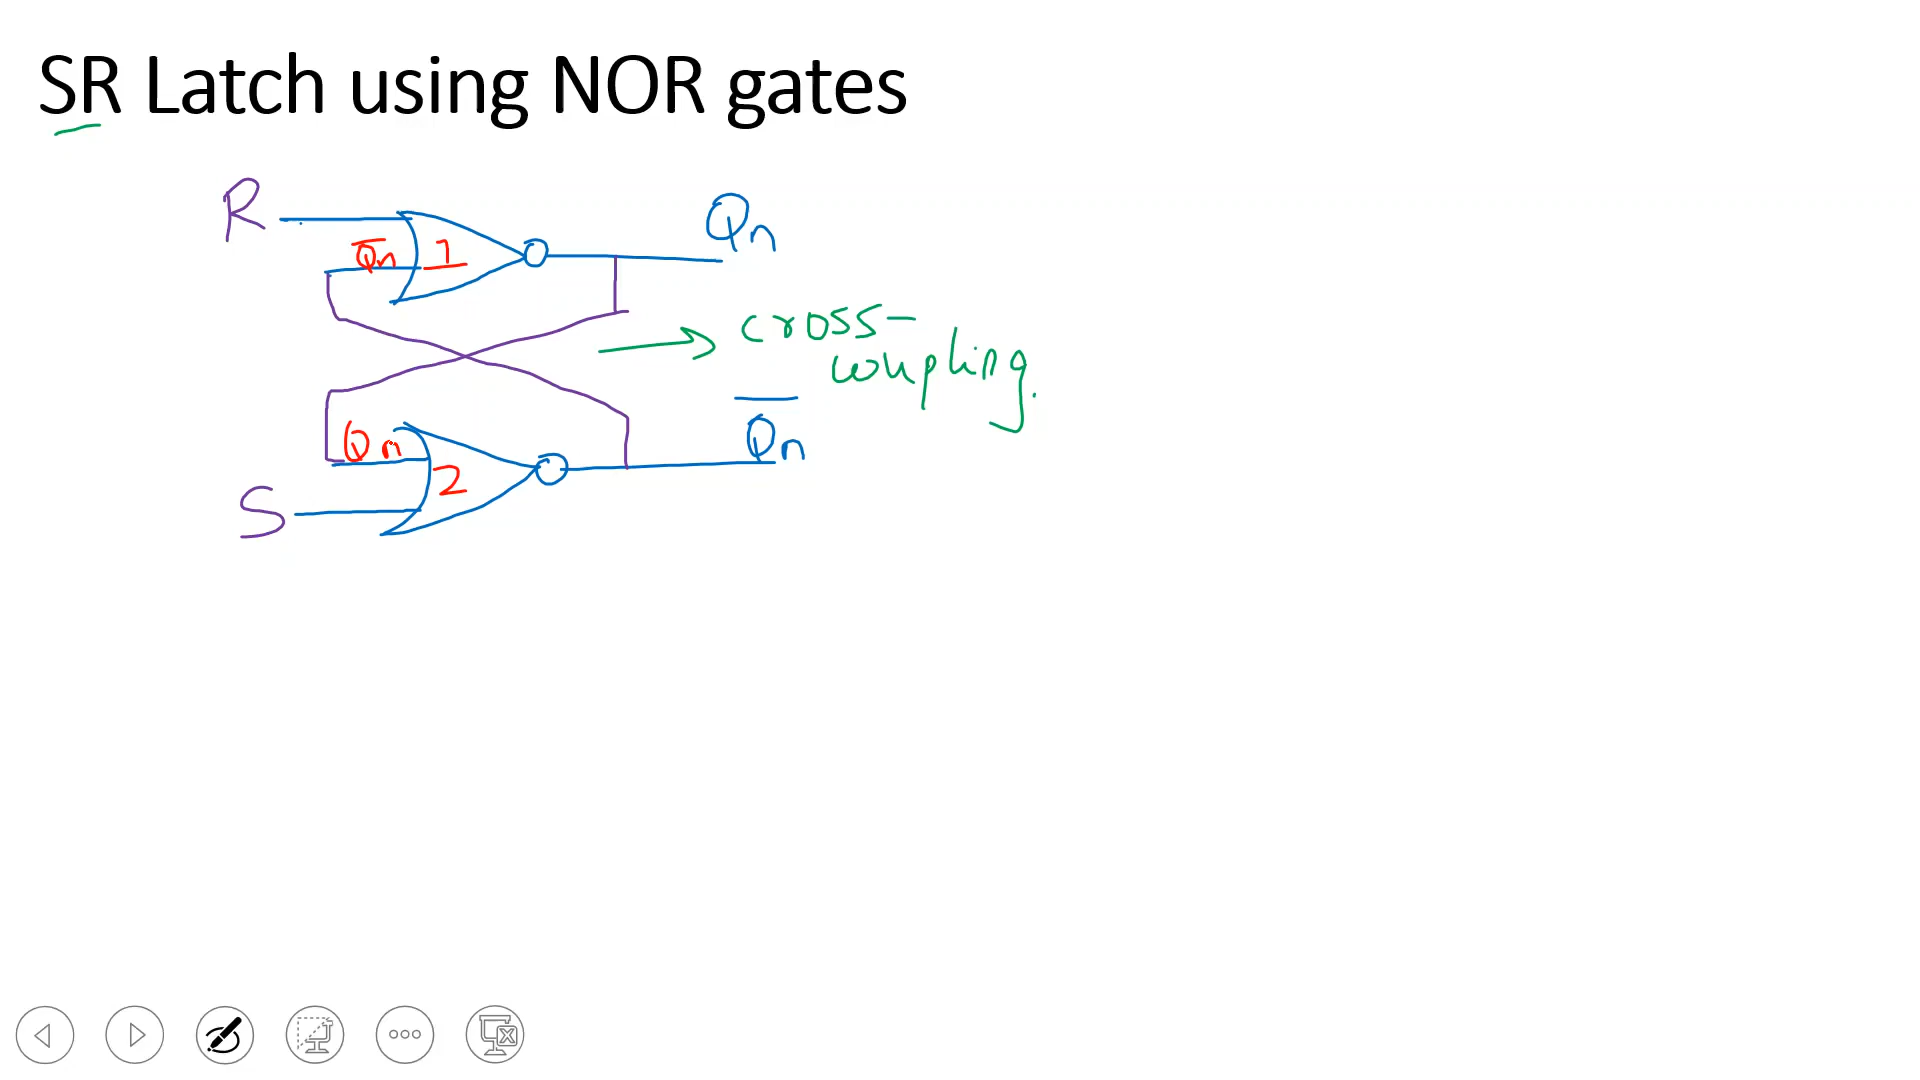 SR Latch using NOR gates
R
Q̅n
1
Qn
cross-
coupling.
Q̅n
Qn
2
S